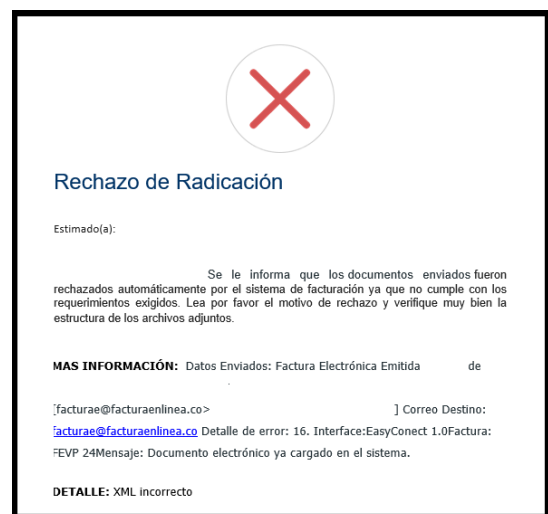 Rechazo de Radicación
Estimado(a):
Se le informa que los documentos enviados fueron
rechazados automáticamente por el sistema de facturación ya que no cumple con los
requerimientos exigidos. Lea por favor el motivo de rechazo y verifique muy bien la
estructura de los archivos adjuntos.
MAS INFORMACIÓN: Datos Enviados: Factura Electrónica Emitida de
[facturae@facturaenlinea.co> ] Correo Destino:
facturae@facturaenlinea.co Detalle de error: 16. Interface:EasyConect 1.0Factura:
FEVP 24Mensaje: Documento electrónico ya cargado en el sistema.
DETALLE: XML incorrecto